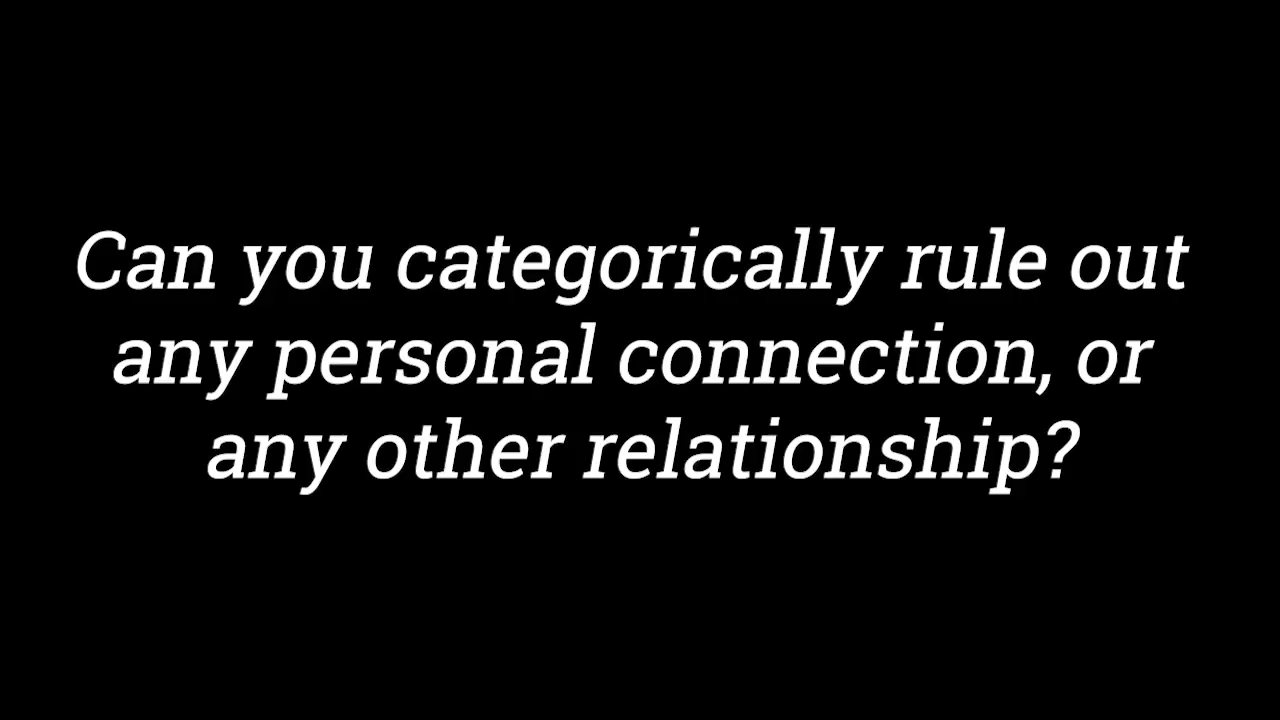 Can you categorically rule out
any personal connection, or
any other relationship?